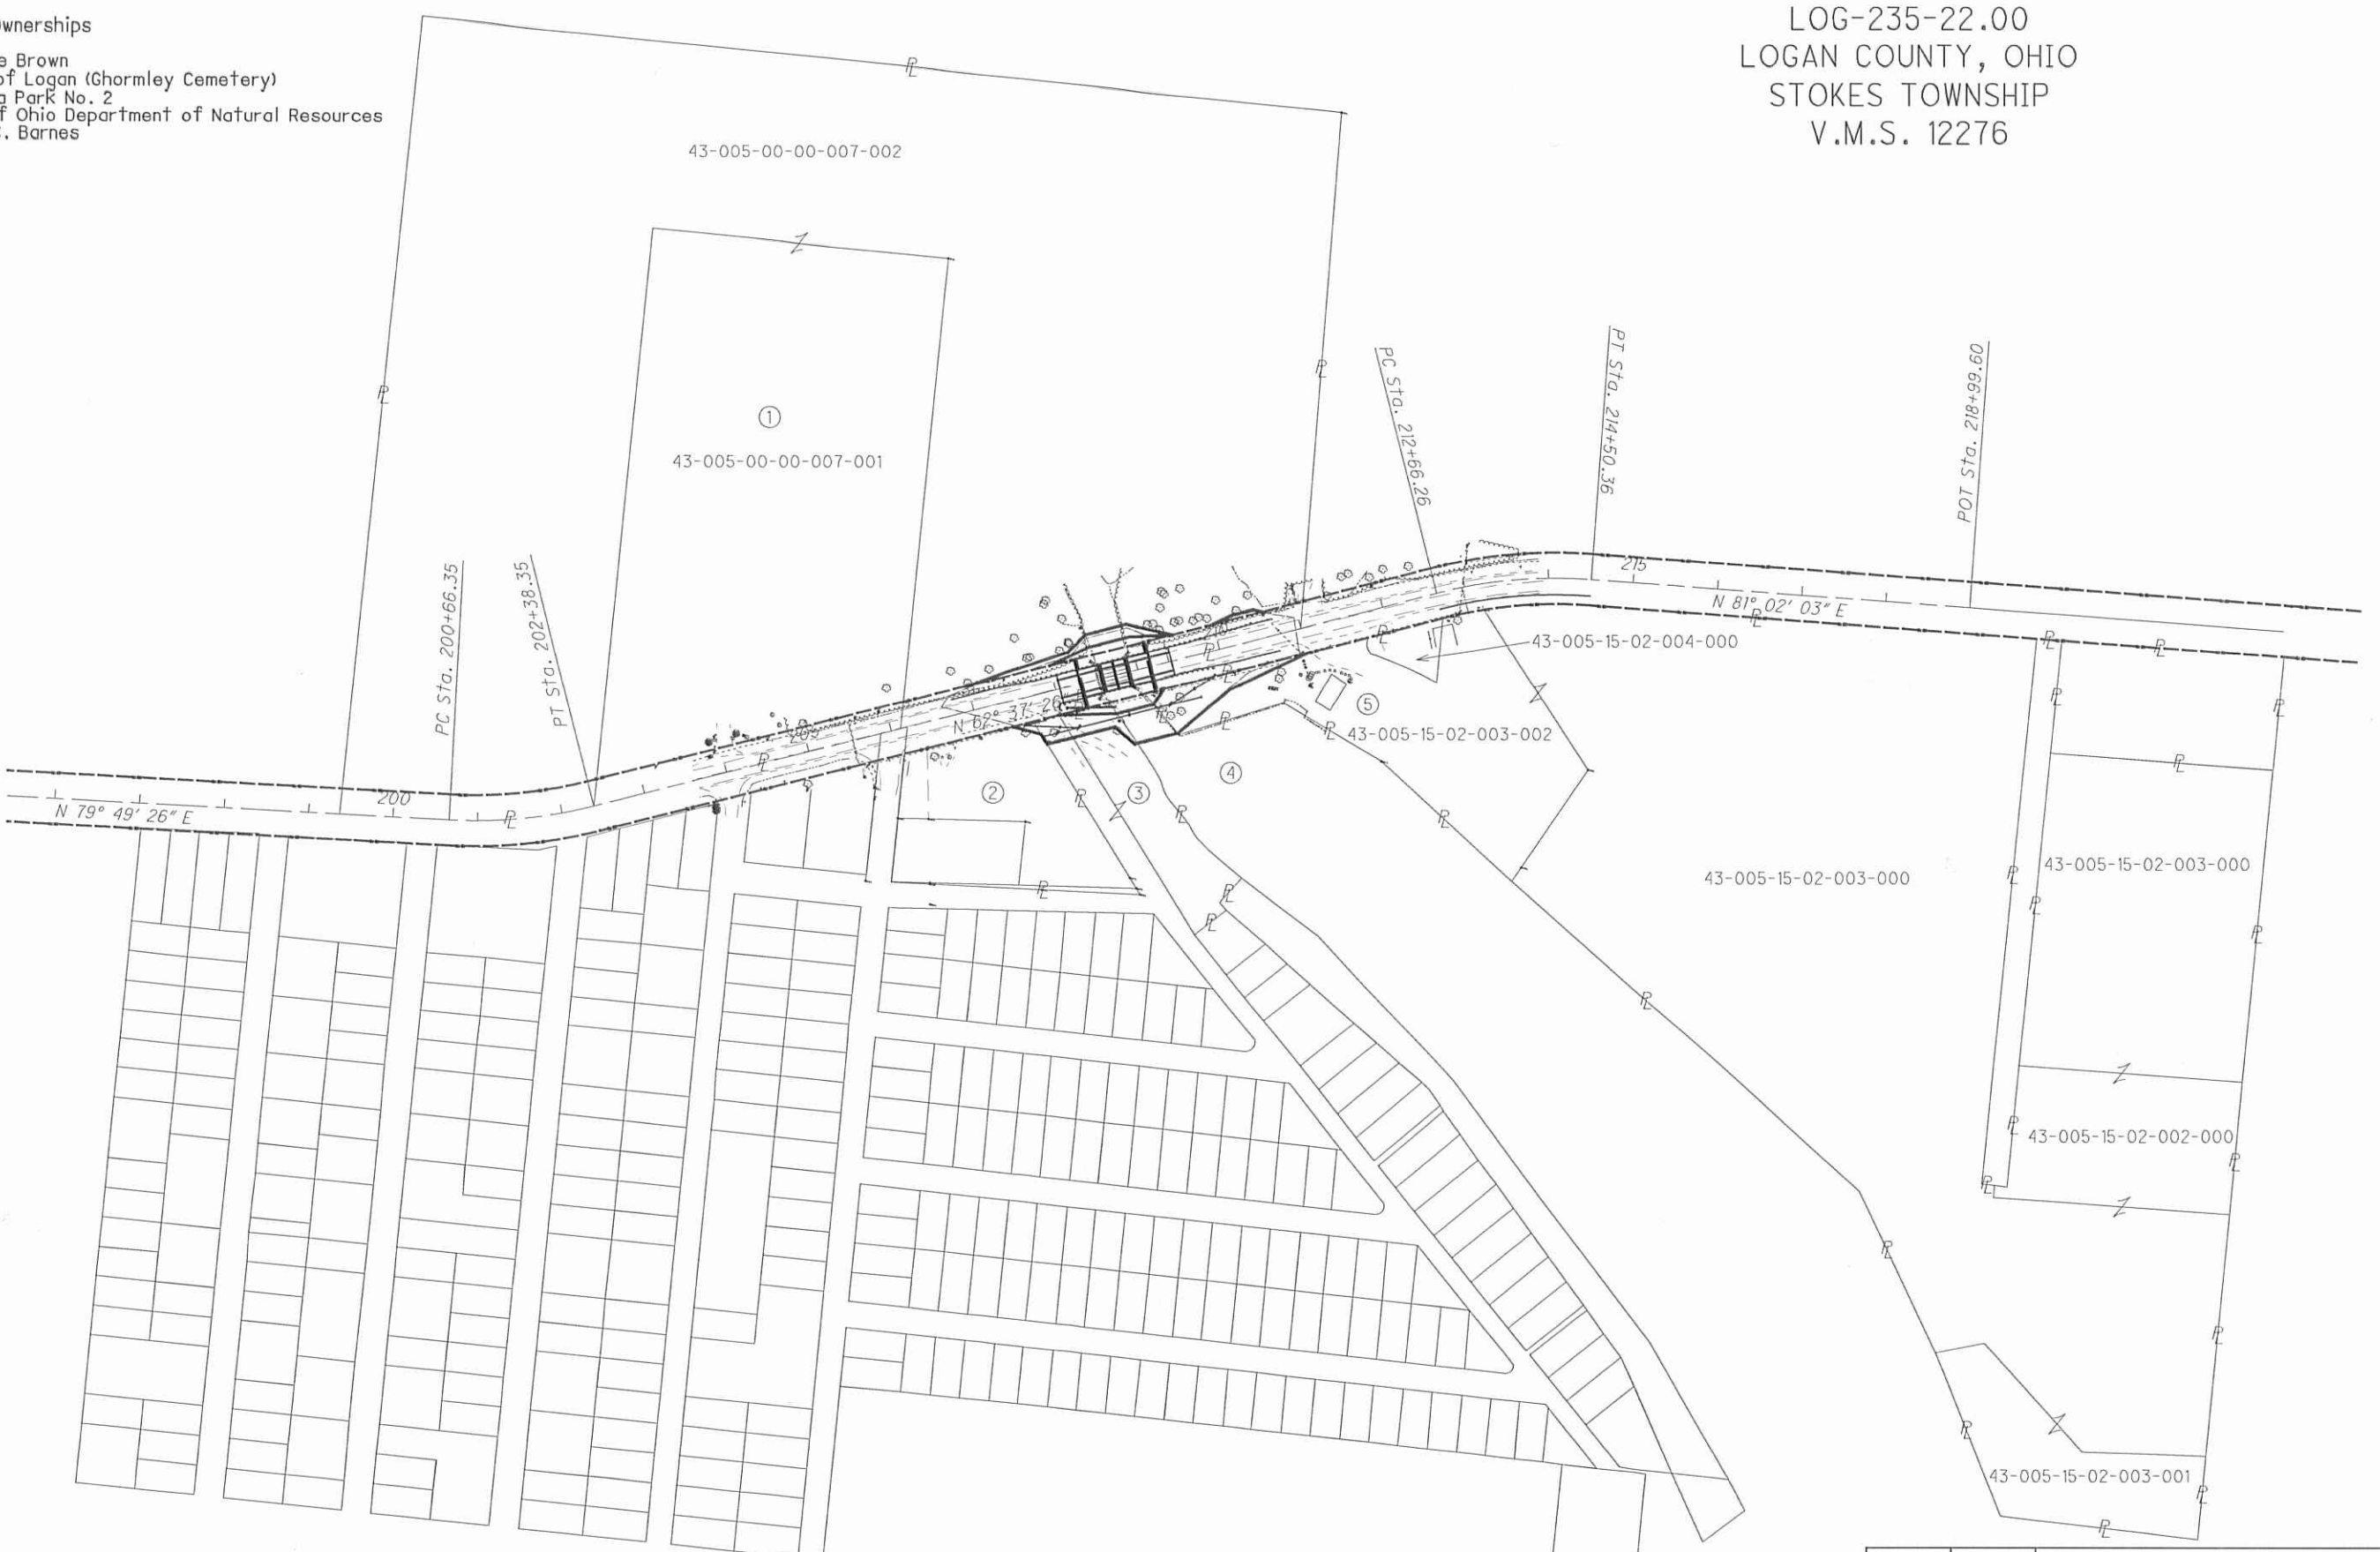 wnerships
e Brown
of Logan (Ghormley Cemetery)
a Park No. 2
f Ohio Department of Natural Resources
. Barnes
LOG-235-22.00
LOGAN COUNTY, OHIO
STOKES TOWNSHIP
V.M.S. 12276
43-005-00-00-007-002
1
43-005-00-00-007-001
PC Sta. 200+66.35
PT Sta. 202+38.35
PC Sta. 212+66.26
PT Sta. 214+50.36
POT Sta. 218+99.60
215
N 81° 02' 03" E
43-005-15-02-004-000
210
N 62° 37' 26"
205
200
N 79° 49' 26" E
5
43-005-15-02-003-002
4
3
2
43-005-15-02-003-000
43-005-15-02-003-000
43-005-15-02-002-000
43-005-15-02-003-001